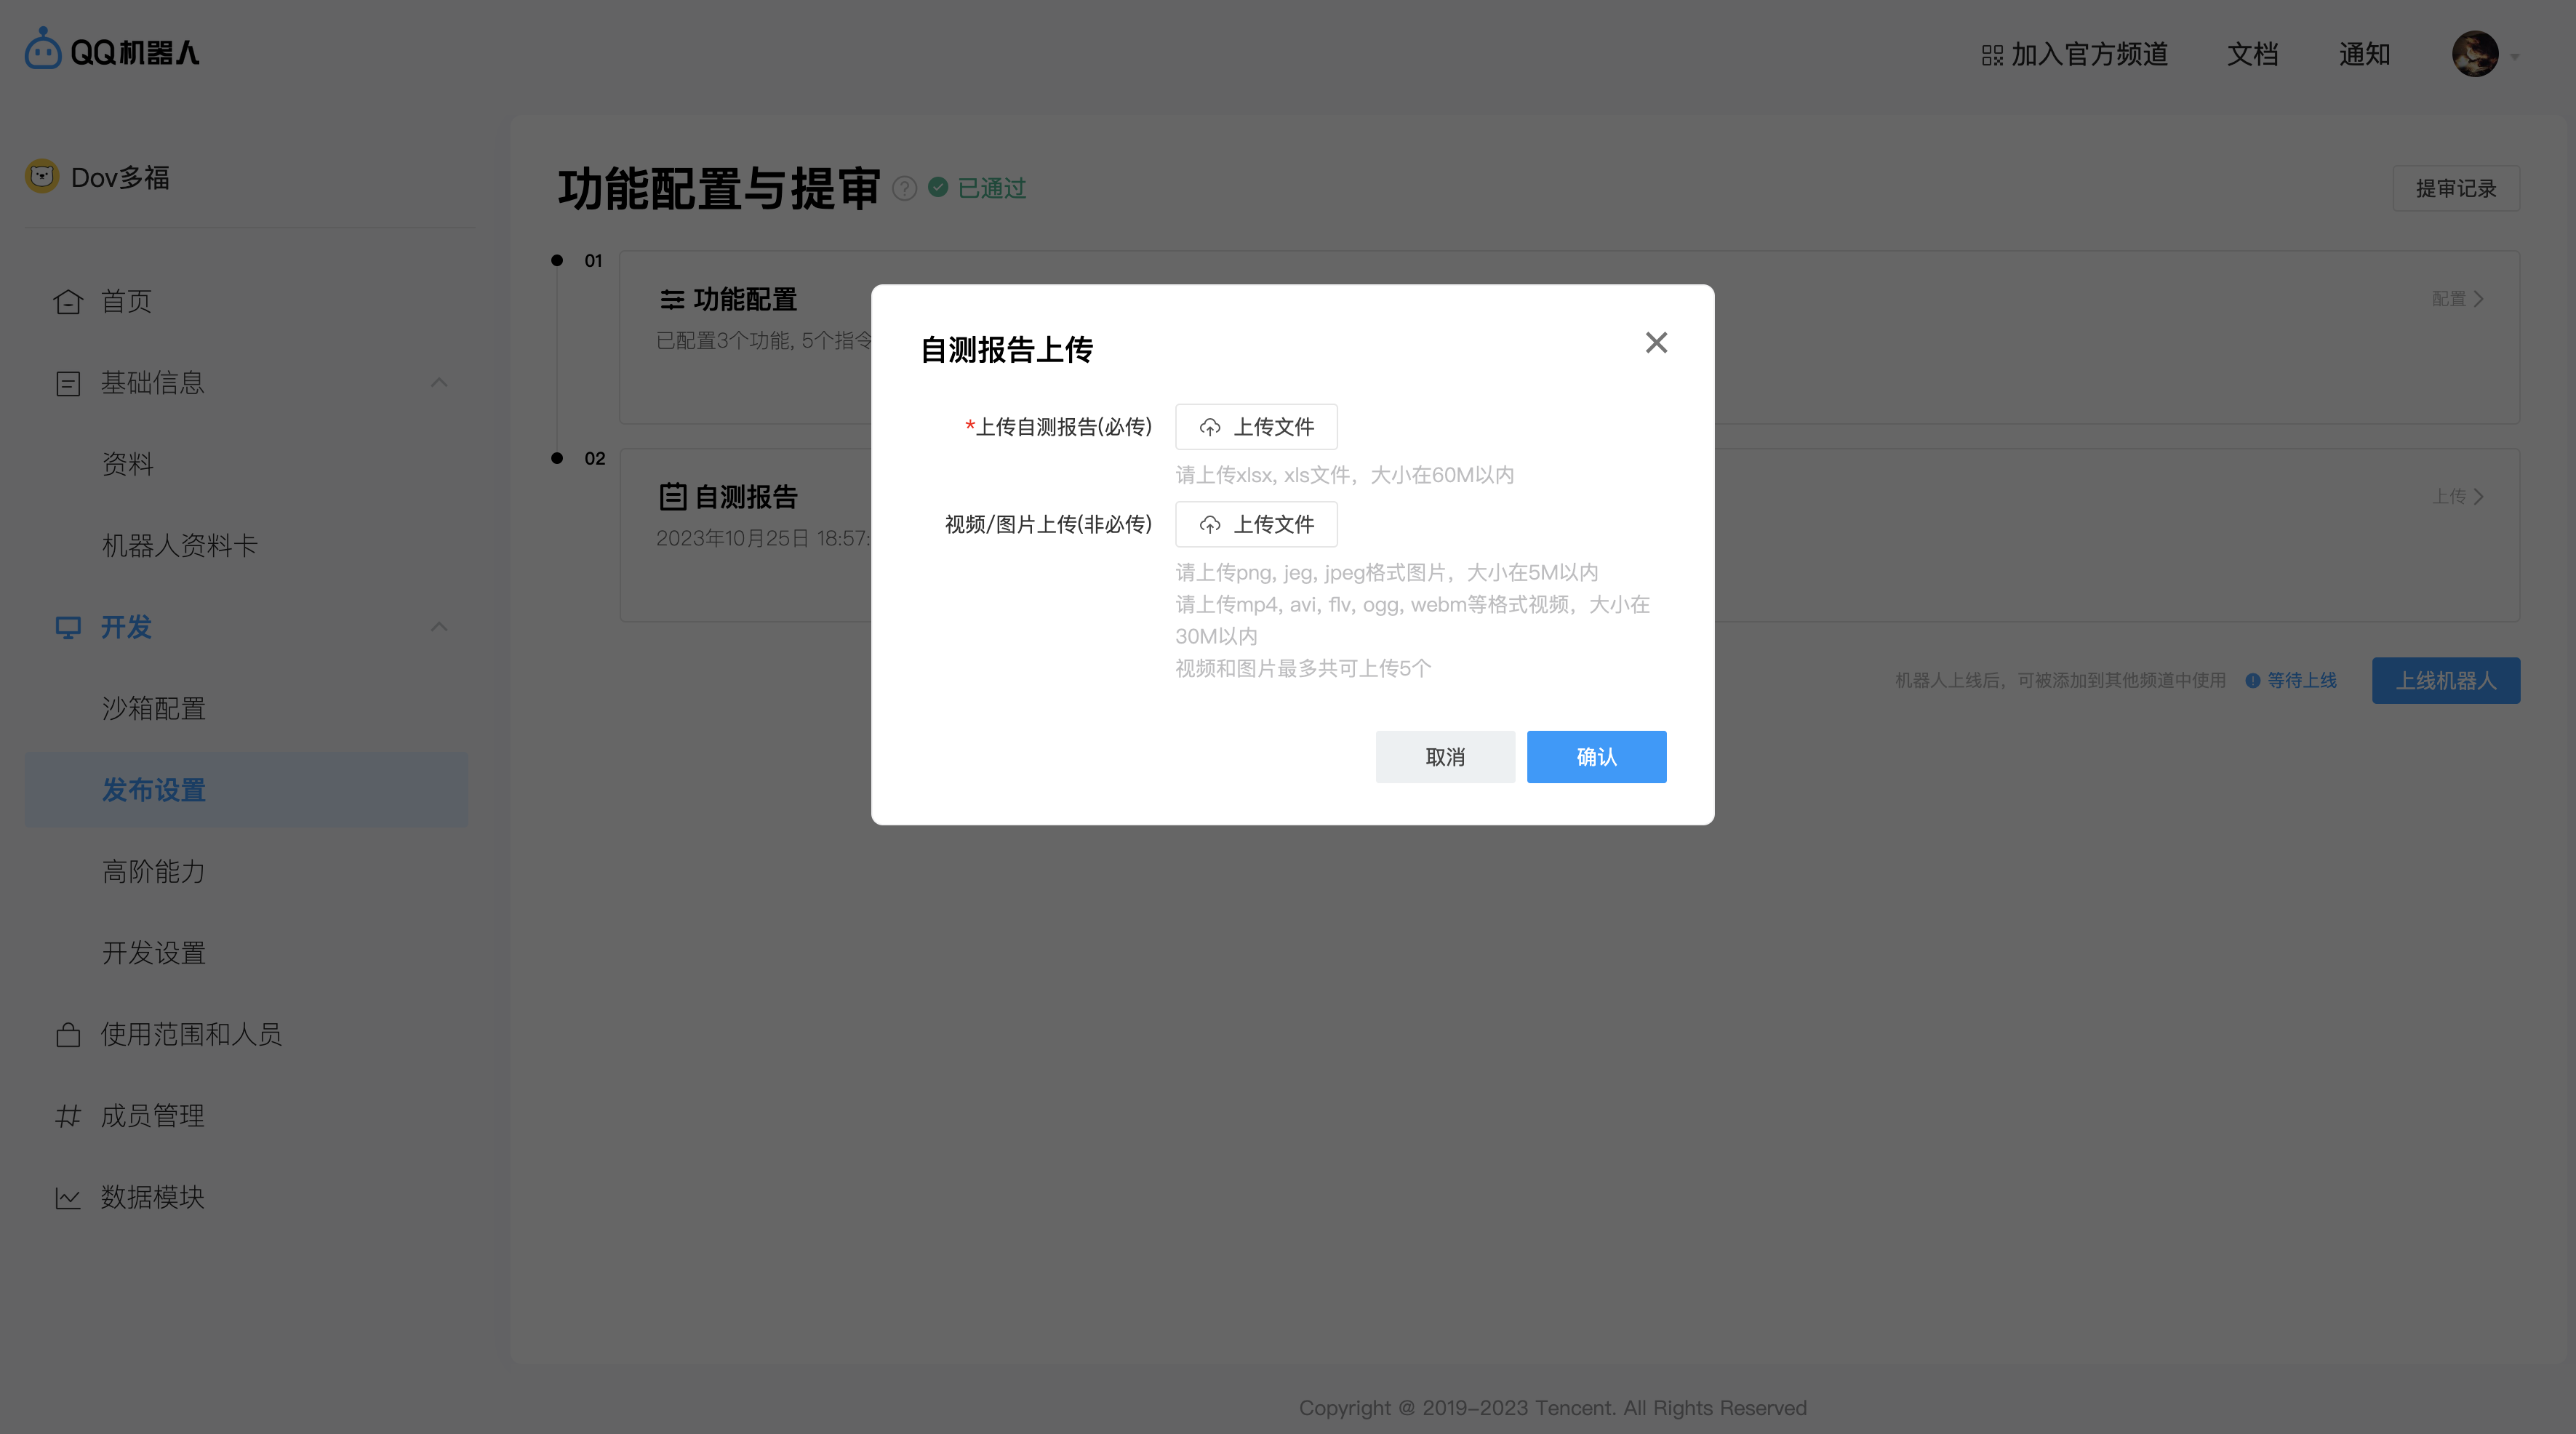 QQ机器人
加入官方频道 文档 通知
Dov多福
首页
基础信息
资料
机器人资料卡
开发
沙箱配置
发布设置
高阶能力
开发设置
使用范围和人员
成员管理
数据模块
功能配置与提审 ? 已通过
提审记录
01
功能配置
配置
已配置3个功能, 5个指令
02
自测报告
上传
2023年10月25日 18:57:
机器人上线后，可被添加到其他频道中使用 等待上线 上线机器人
自测报告上传
*上传自测报告(必传) 上传文件
请上传xlsx, xls文件，大小在60M以内
视频/图片上传(非必传) 上传文件
请上传png, jeg, jpeg格式图片，大小在5M以内
请上传mp4, avi, flv, ogg, webm等格式视频，大小在
30M以内
视频和图片最多共可上传5个
取消 确认
Copyright @ 2019-2023 Tencent. All Rights Reserved